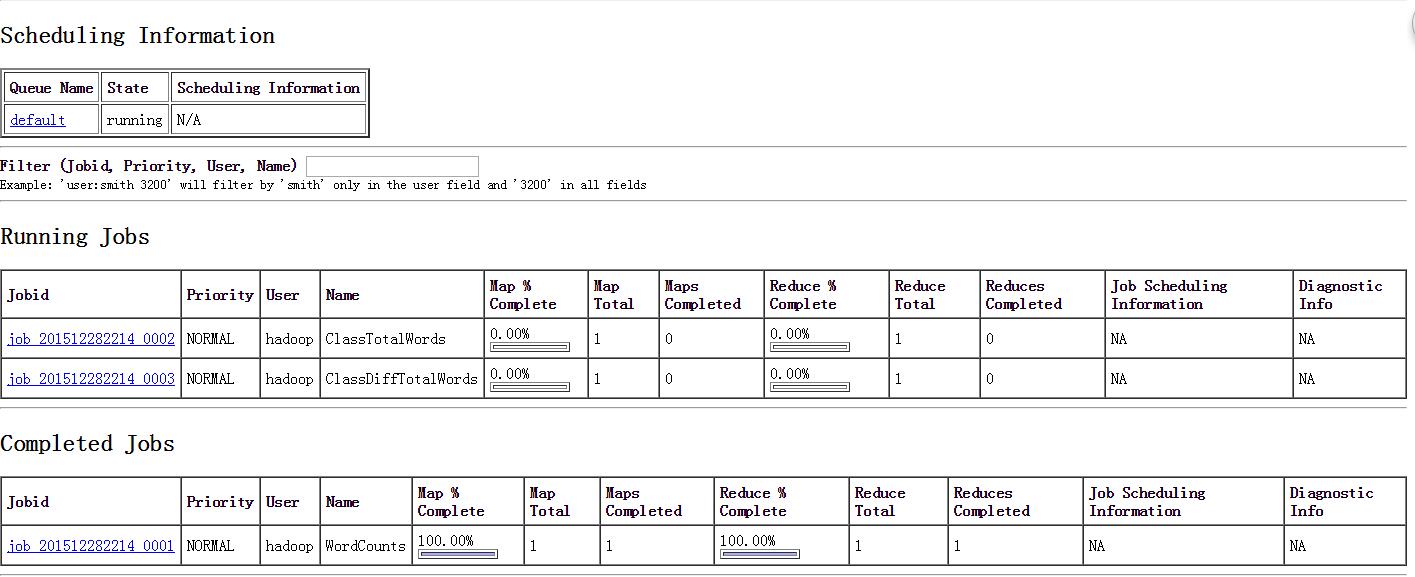 Scheduling Information
Queue Name State Scheduling Information
default running N/A
Filter (Jobid, Priority, User, Name)
Example: 'user:smith 3200' will filter by 'smith' only in the user field and '3200' in all fields
Running Jobs
Jobid Priority User Name Map % Complete Map Total Maps Completed Reduce % Complete Reduce Total Reduces Completed Job Scheduling Information Diagnostic Info
job_201512282214_0002 NORMAL hadoop ClassTotalWords 0.00% 1 0 0.00% 1 0 NA NA
job_201512282214_0003 NORMAL hadoop ClassDiffTotalWords 0.00% 1 0 0.00% 1 0 NA NA
Completed Jobs
Jobid Priority User Name Map % Complete Map Total Maps Completed Reduce % Complete Reduce Total Reduces Completed Job Scheduling Information Diagnostic Info
job_201512282214_0001 NORMAL hadoop WordCounts 100.00% 1 1 100.00% 1 1 NA NA